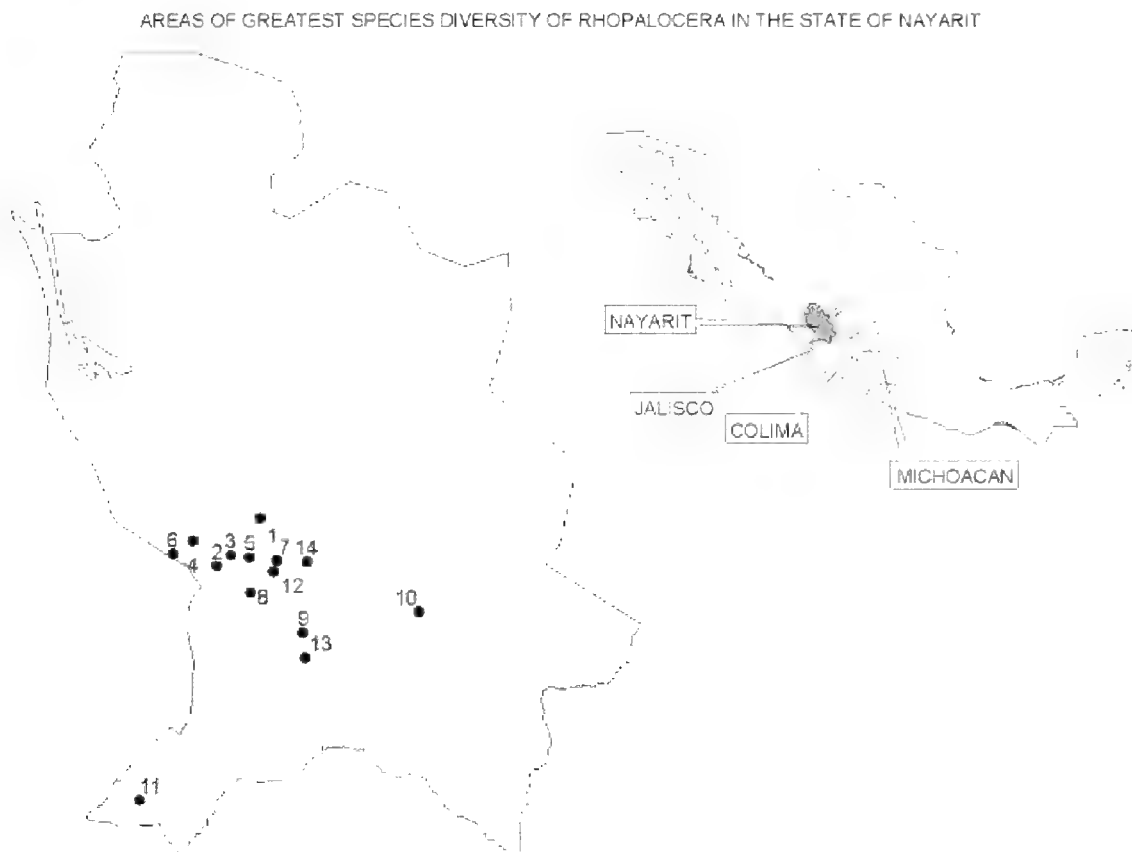 AREAS OF GREATEST SPECIES DIVERSITY OF RHOPALOCERA IN THE STATE OF NAYARIT
NAYARIT
JALISCO
COLIMA
MICHOACAN
6
4
2
3
5
1
7
14
12
8
10
9
13
11